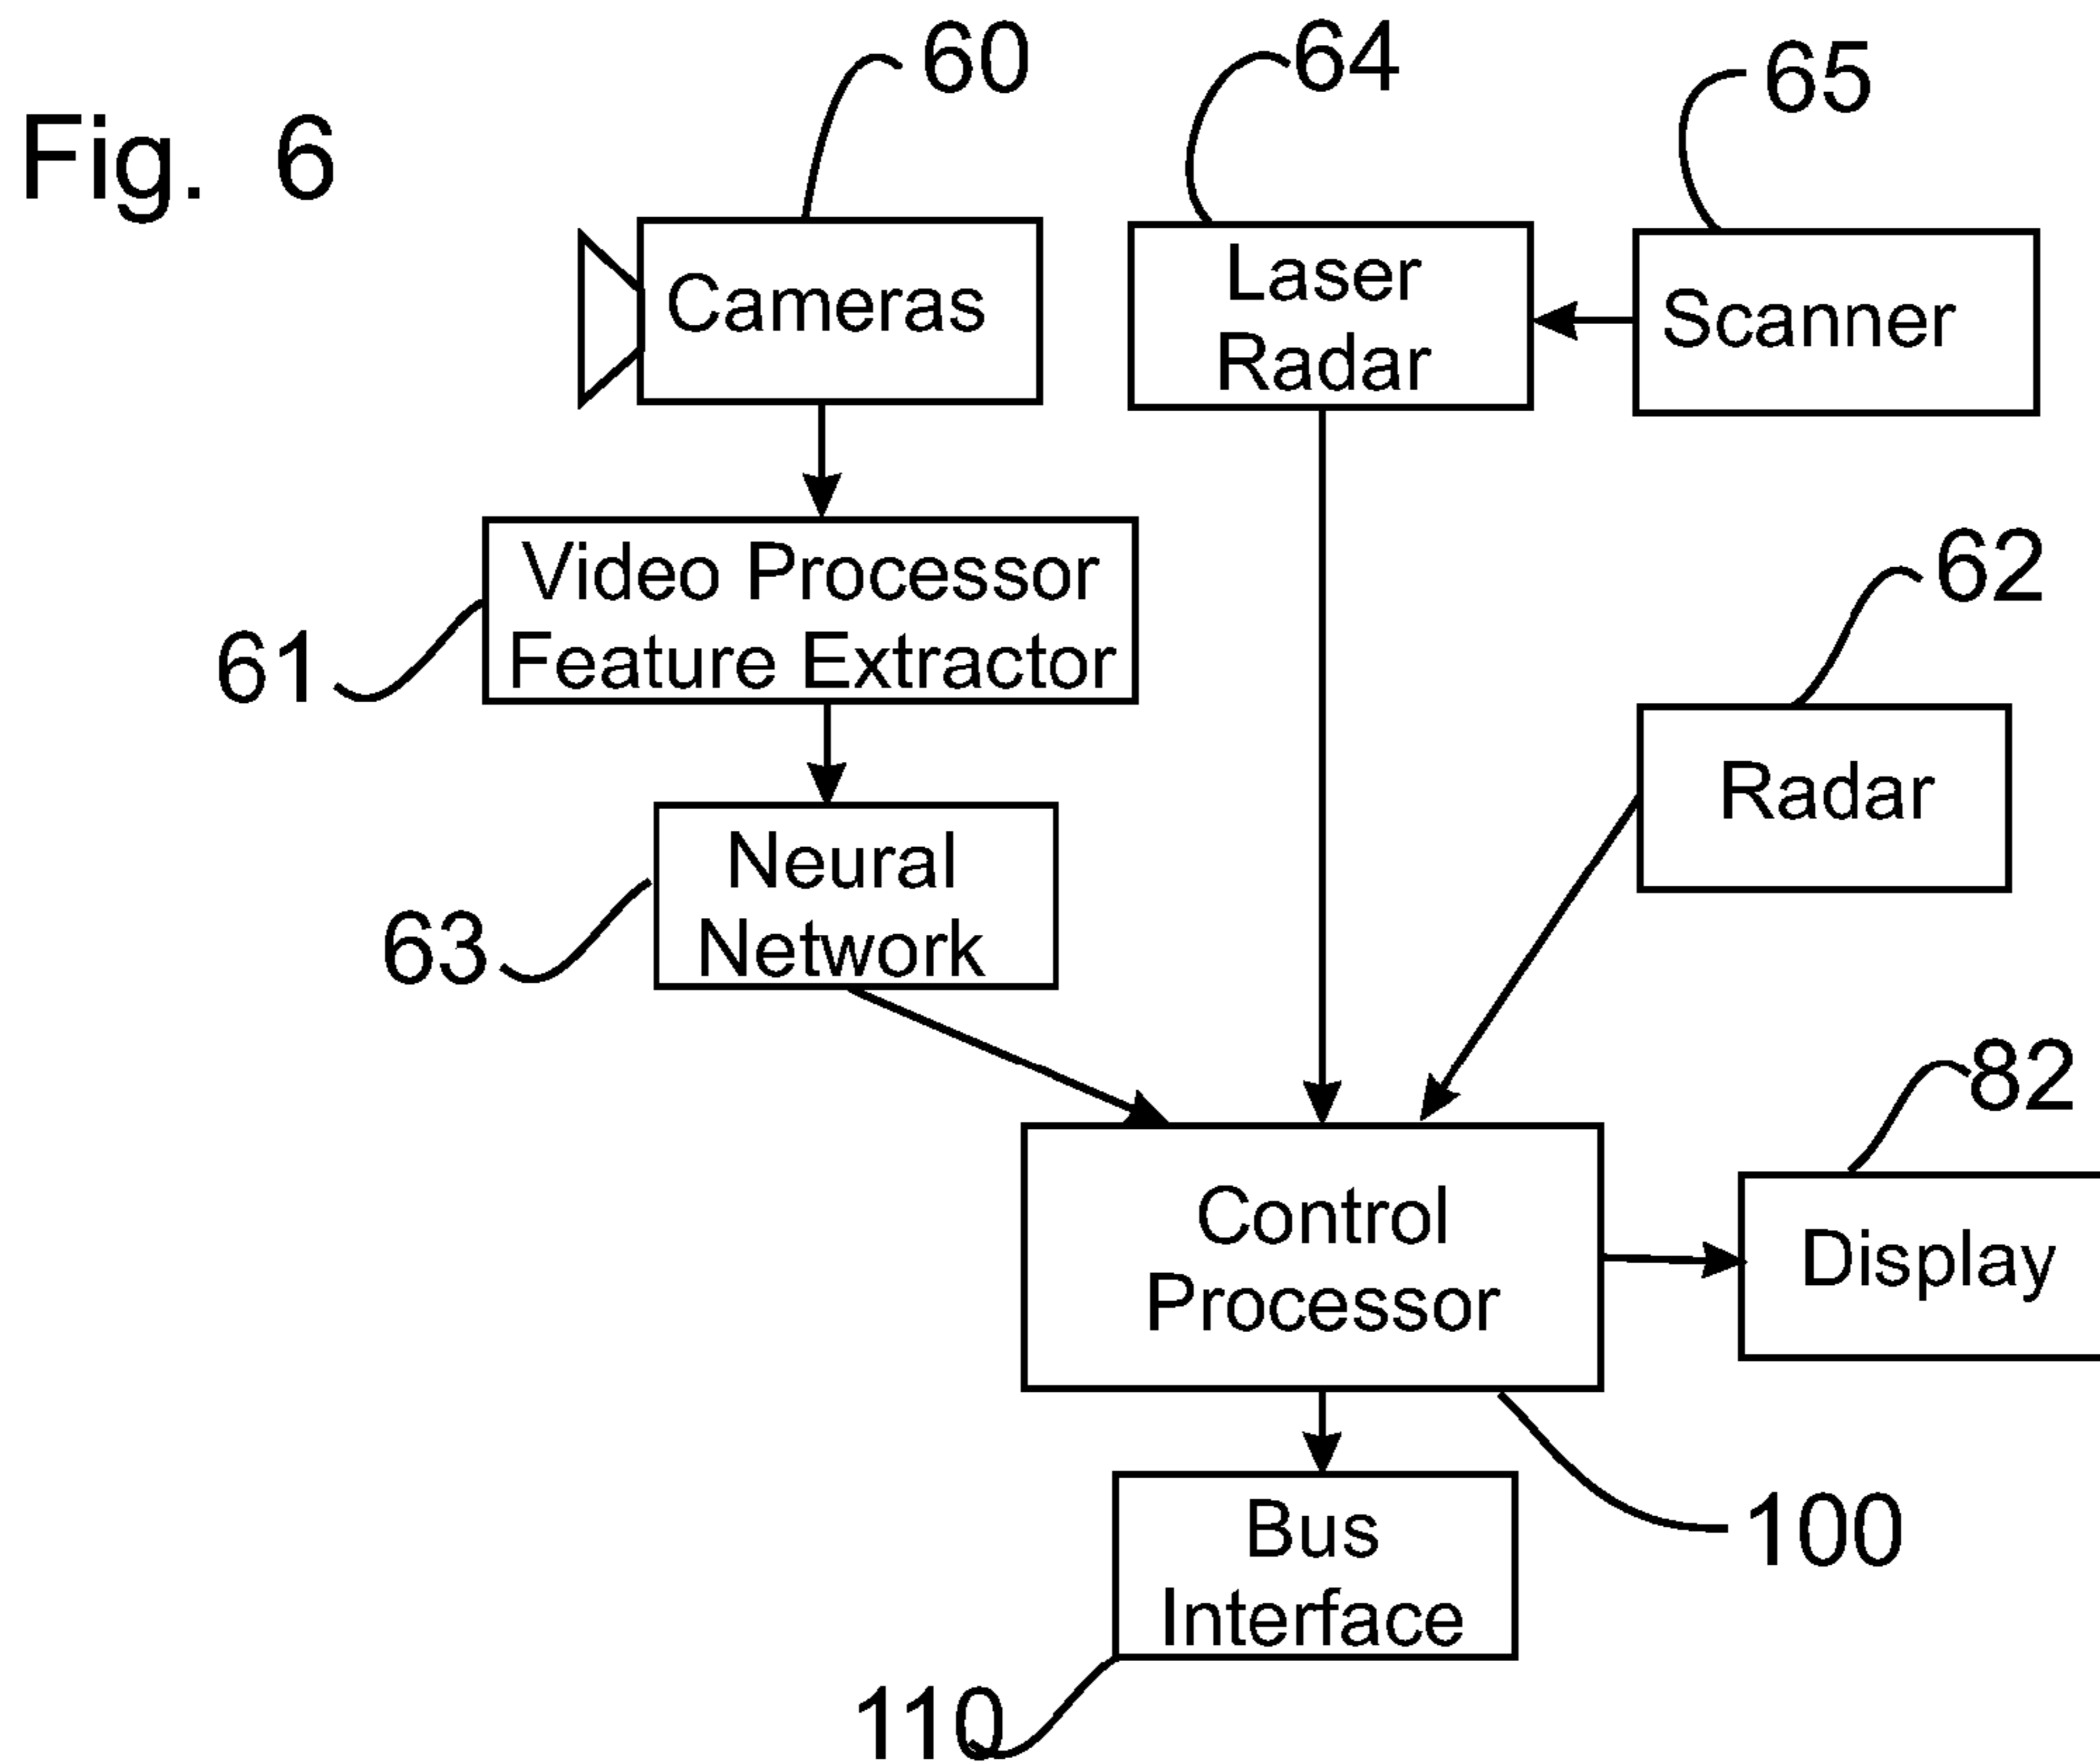 Fig. 6
60
64
65
Cameras
Laser
Radar
Scanner
Video Processor
Feature Extractor
61
62
Radar
Neural
Network
63
82
Control
Processor
Display
100
Bus
Interface
110